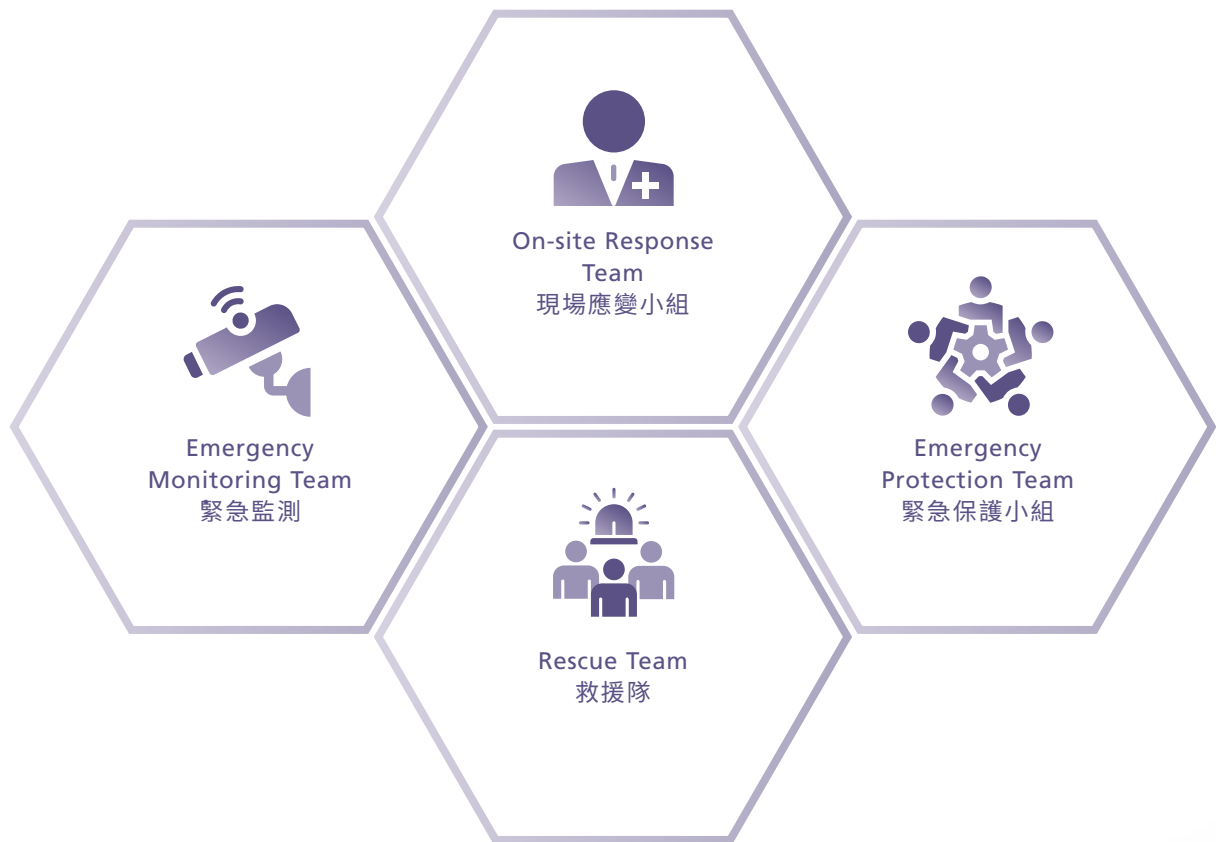 On-site Response
Team
現場應變小組
Emergency
Monitoring Team
緊急監測
Emergency
Protection Team
緊急保護小組
Rescue Team
救援隊